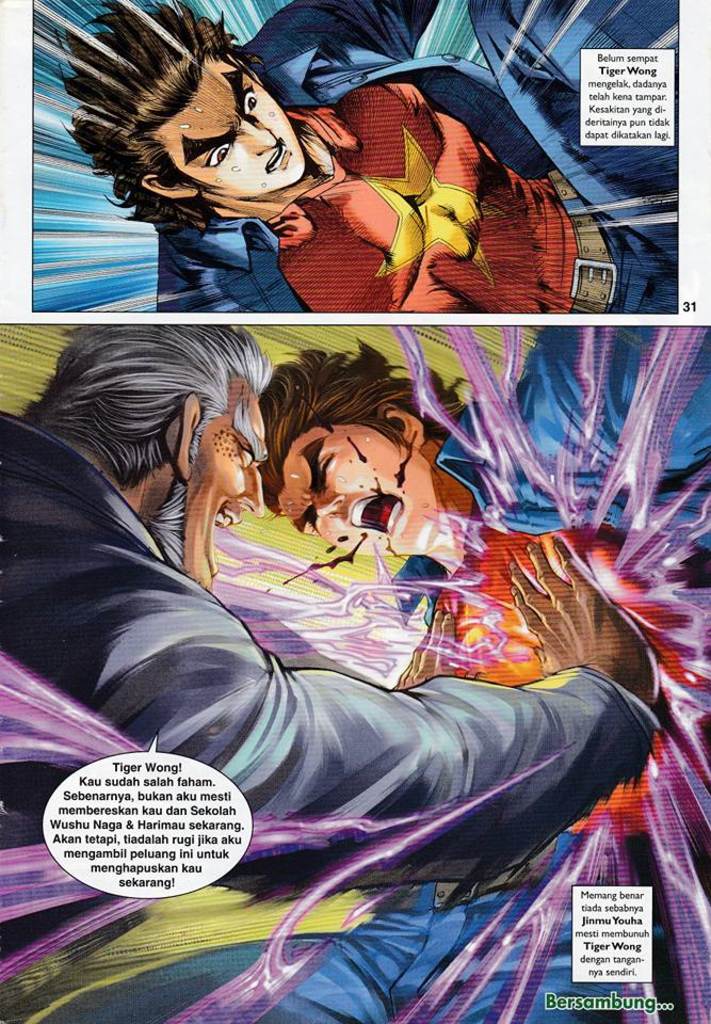 Belum sempat
Tiger Wong
mengelak, dadanya
telah kena tampar.
Kesakitan yang di-
deritainya pun tidak
dapat dikatakan lagi.
31
Tiger Wong!
Kau sudah salah faham.
Sebenarnya, bukan aku mesti
membereskan kau dan Sekolah
Wushu Naga & Harimau sekarang.
Akan tetapi, tiadalah rugi jika aku
mengambil peluang ini untuk
menghapuskan kau
sekarang!
Memang benar
tiada sebabnya
Jinmu Youha
mesti membunuh
Tiger Wong
dengan tangan-
nya sendiri.
Bersambung...